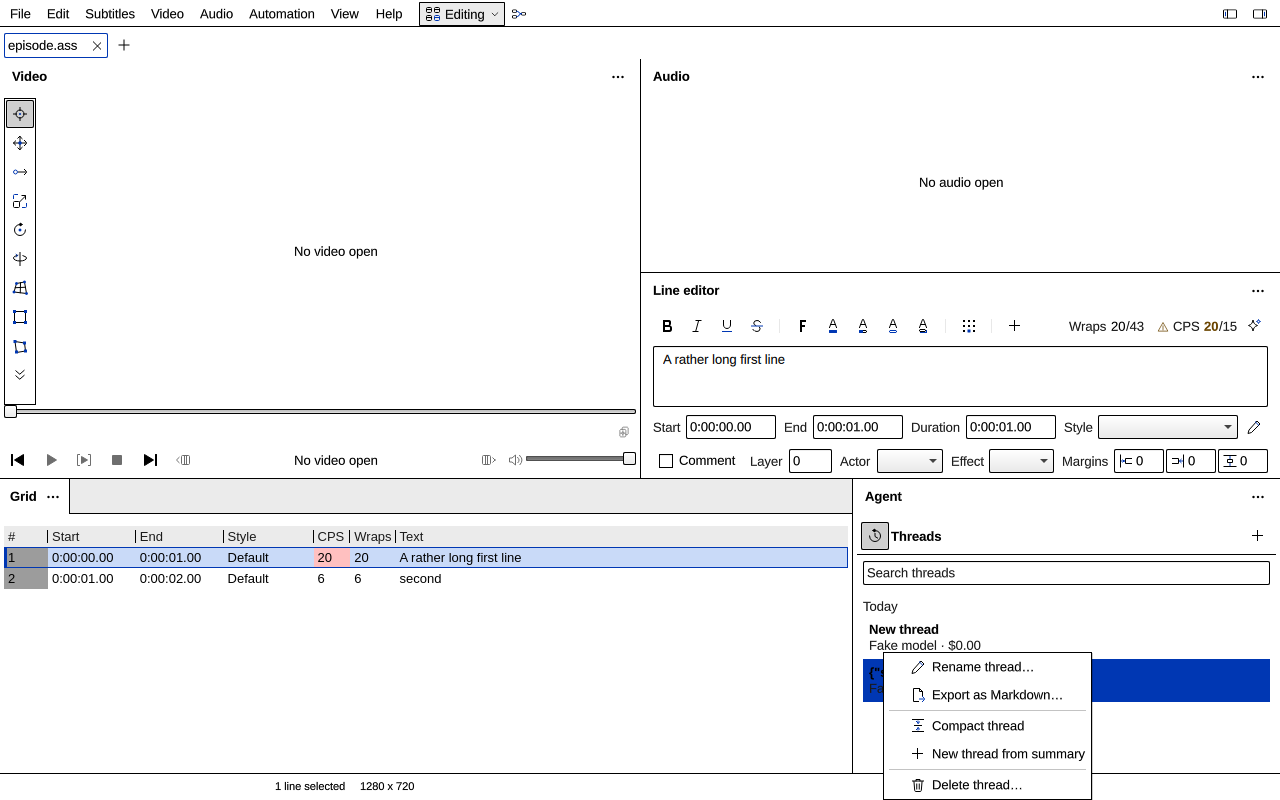 File Edit Subtitles Video Audio Automation View Help Editing
episode.ass
Video
Audio
No video open
No audio open
Line editor
B I U S F A A A A Wraps 20/43 CPS 20/15
A rather long first line
Start 0:00:00.00 End 0:00:01.00 Duration 0:00:01.00 Style
No video open
Comment Layer 0 Actor Effect Margins 0 0 0
Grid
Agent
# Start End Style CPS Wraps Text
1 0:00:00.00 0:00:01.00 Default 20 20 A rather long first line
2 0:00:01.00 0:00:02.00 Default 6 6 second
Threads
Search threads
Today
New thread
Fake model · $0.00
Rename thread…
Export as Markdown…
Compact thread
New thread from summary
Delete thread…
1 line selected 1280 x 720